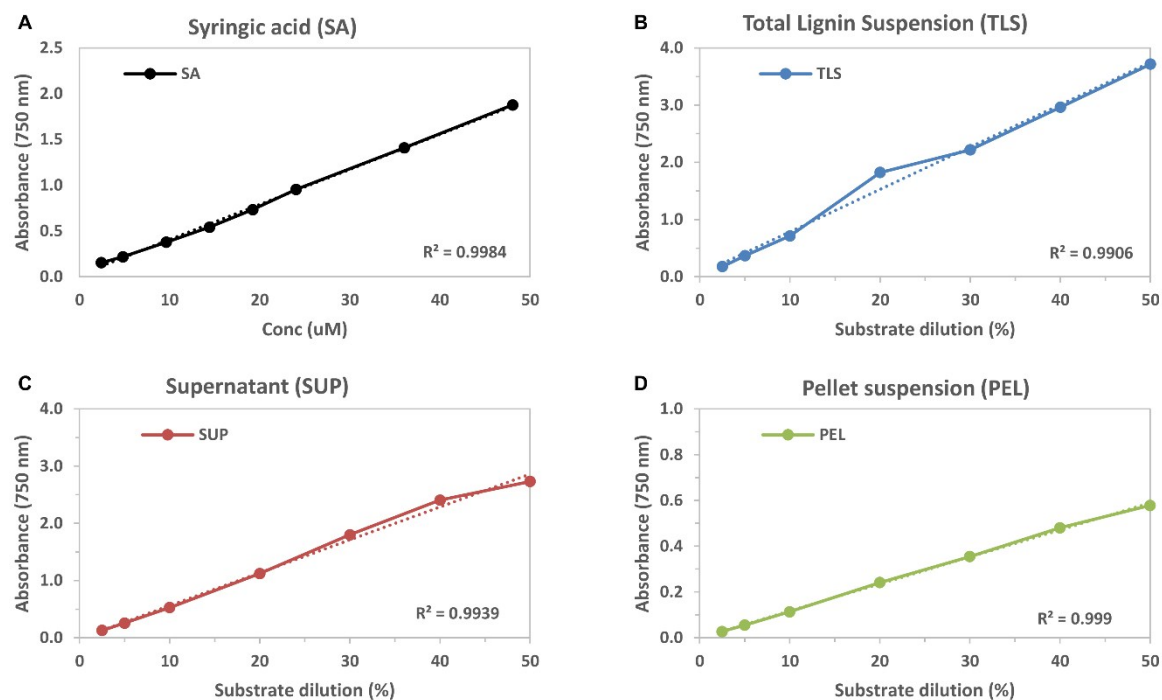 A
Syringic acid (SA)
2.5
2.0
1.5
1.0
0.5
0.0
Absorbance (750 nm)
SA
R² = 0.9984
0
10
20
30
40
50
Conc (uM)
B
Total Lignin Suspension (TLS)
4.0
3.0
2.0
1.0
0.0
Absorbance (750 nm)
TLS
R² = 0.9906
0
10
20
30
40
50
Substrate dilution (%)
C
Supernatant (SUP)
4.0
3.0
2.0
1.0
0.0
Absorbance (750 nm)
SUP
R² = 0.9939
0
10
20
30
40
50
Substrate dilution (%)
D
Pellet suspension (PEL)
1.0
0.8
0.6
0.4
0.2
0.0
Absorbance (750 nm)
PEL
R² = 0.999
0
10
20
30
40
50
Substrate dilution (%)